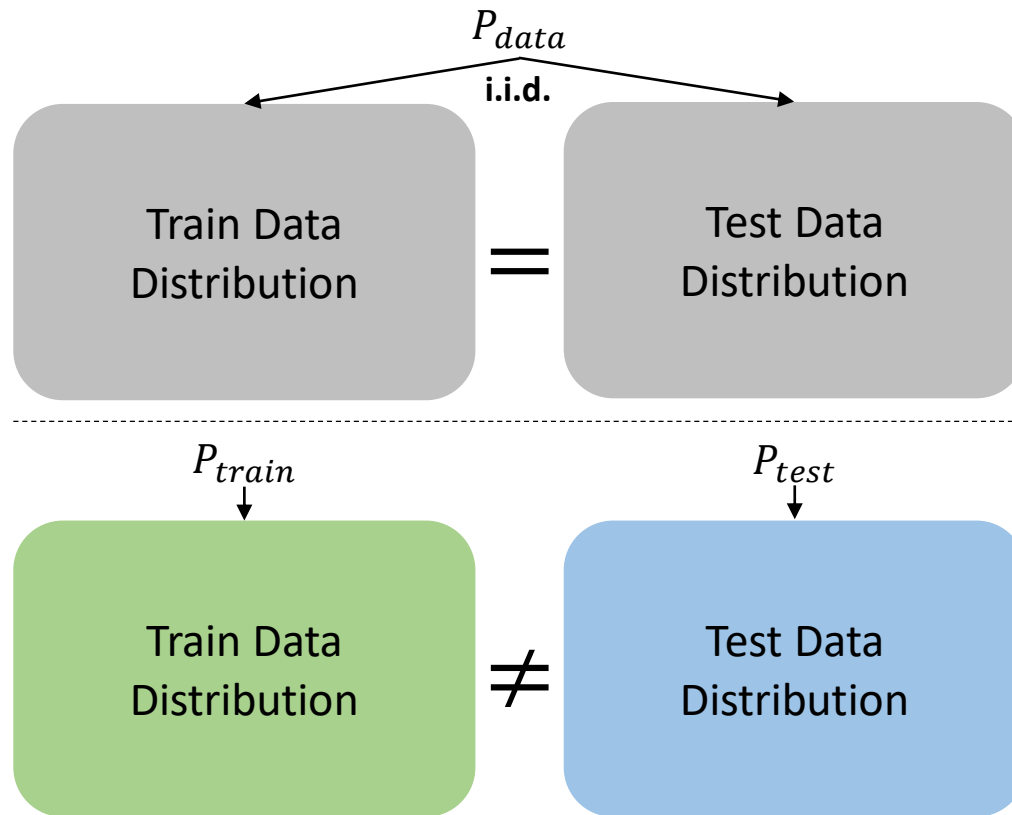 P_data
i.i.d.
Train Data
Distribution
=
Test Data
Distribution
P_train
P_test
Train Data
Distribution
≠
Test Data
Distribution